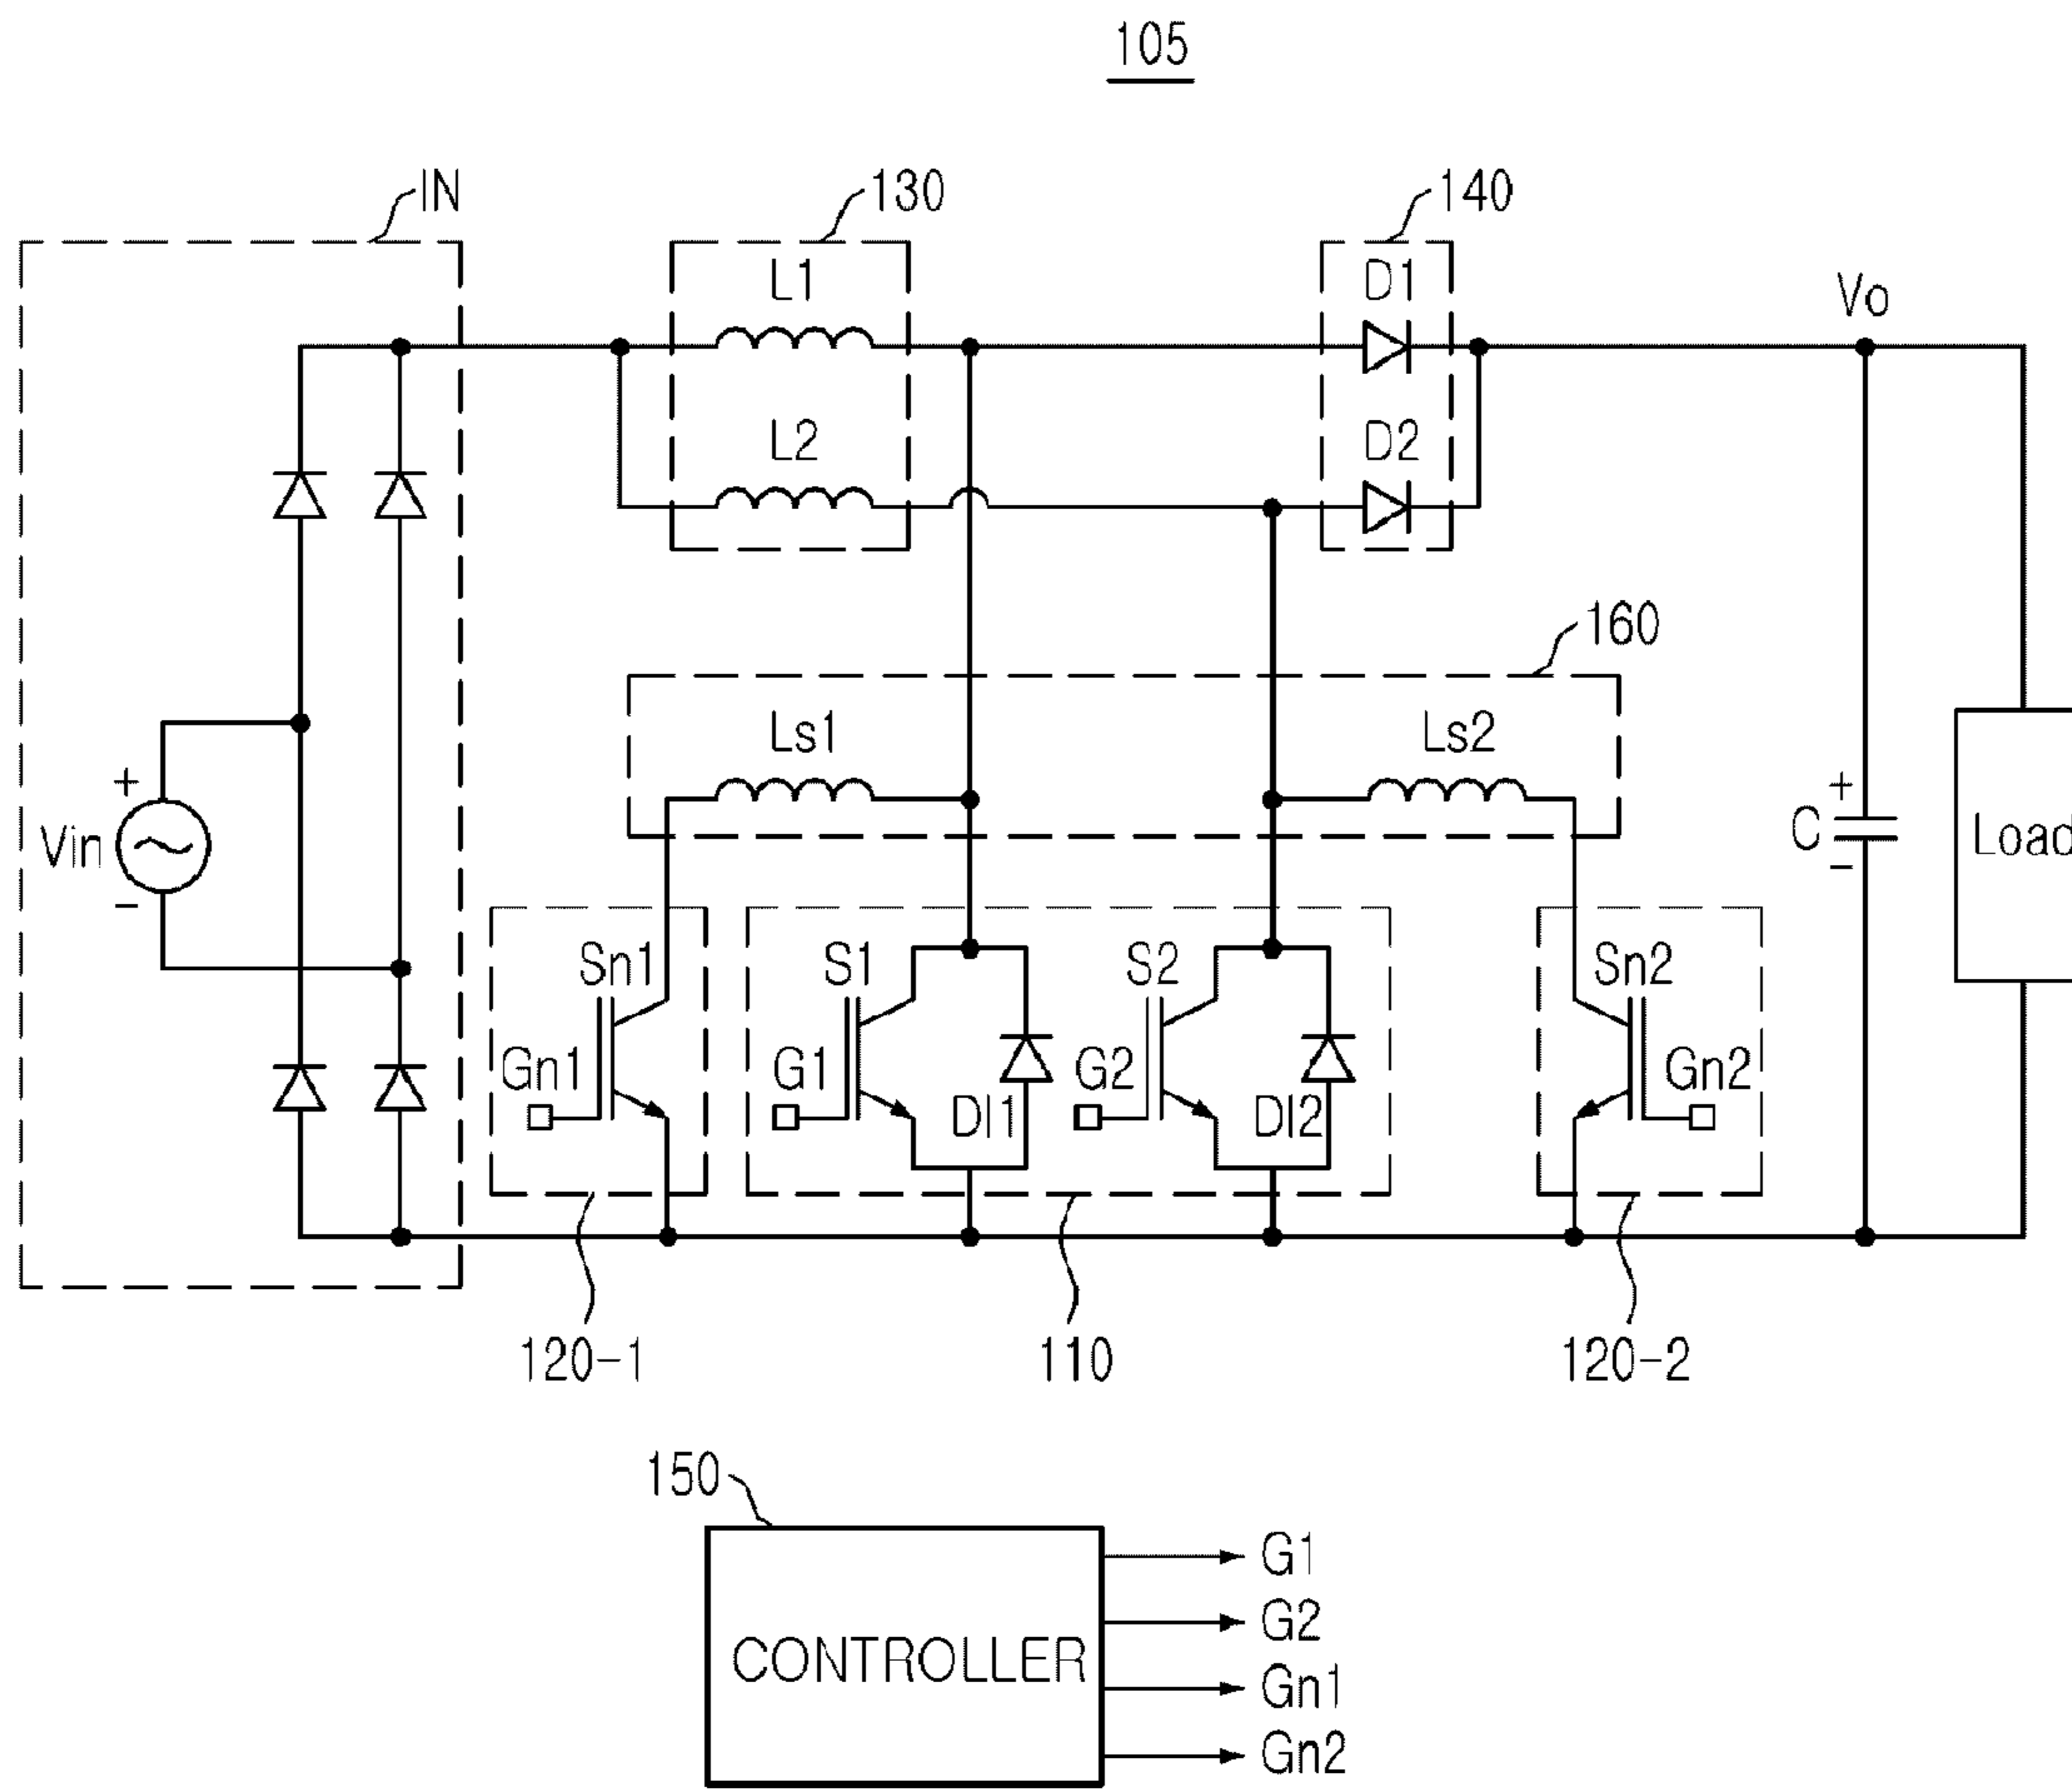 105
IN
130
140
L1
D1
Vo
L2
D2
160
Ls1
Ls2
+
Vin
−
+
C
−
Load
Sn1
S1
S2
Sn2
Gn1
G1
G2
Gn2
DI1
DI2
120-1
110
120-2
150
CONTROLLER
G1
G2
Gn1
Gn2